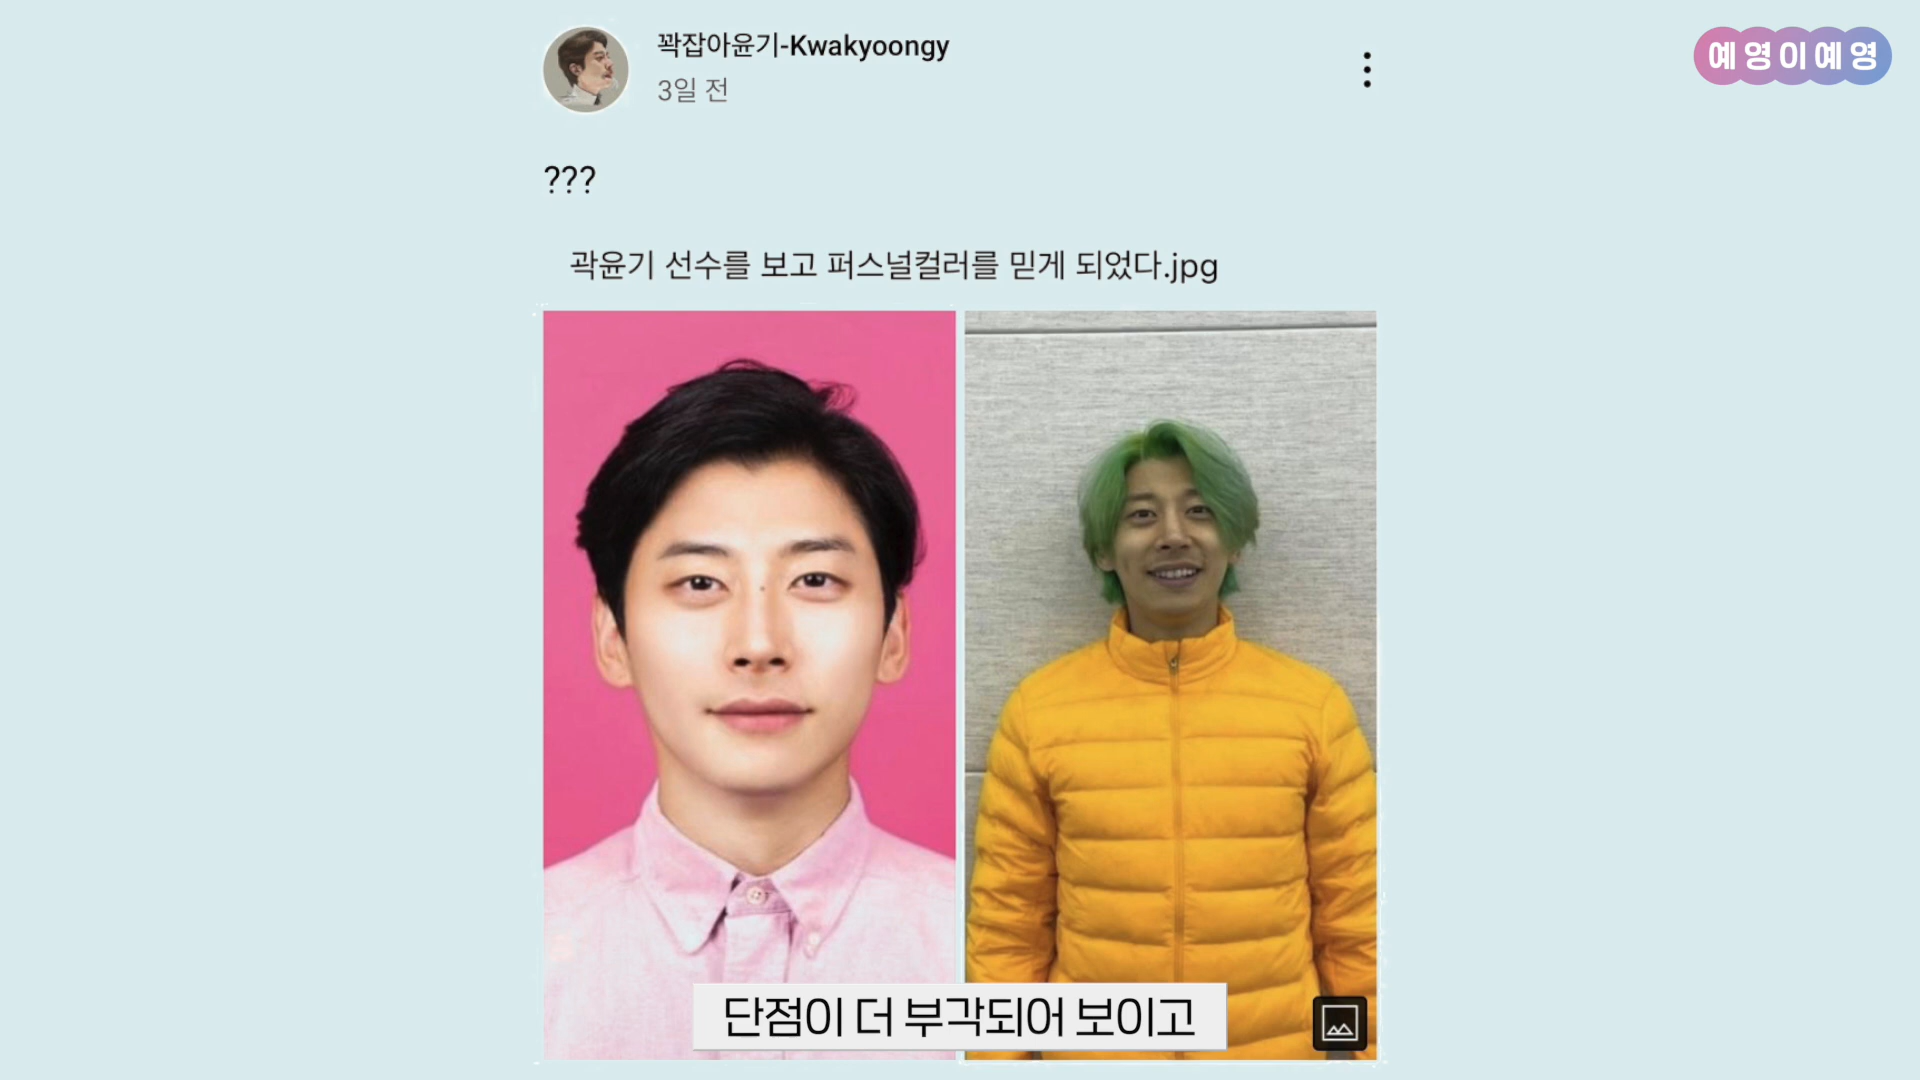 꽉잡아윤기-Kwakyoongy
예영이예영
3일 전
???
곽윤기 선수를 보고 퍼스널컬러를 믿게 되었다.jpg
단점이 더 부각되어 보이고